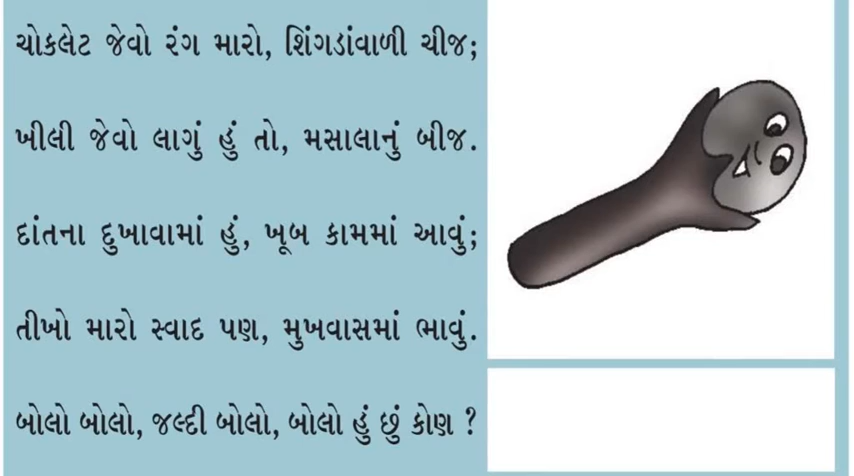 ચોકલેટ જેવો રંગ મારો, શિંગડાંવાળી ચીજ;
ખીલી જેવો લાગું હું તો, મસાલાનું બીજ.
દાંતના દુખાવામાં હું, ખૂબ કામમાં આવું;
તીખો મારો સ્વાદ પણ, મુખવાસમાં ભાવું.
બોલો બોલો, જલ્દી બોલો, બોલો હું છું કોણ ?